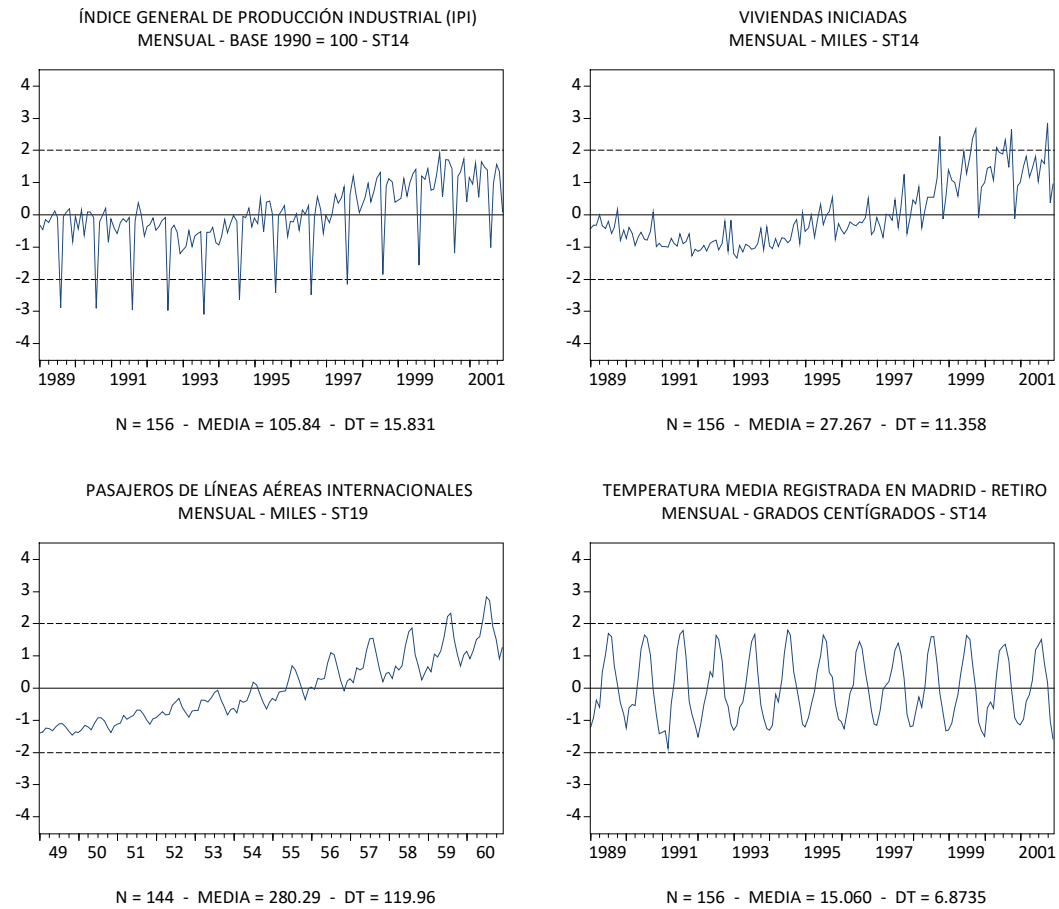 ÍNDICE GENERAL DE PRODUCCIÓN INDUSTRIAL (IPI)
MENSUAL - BASE 1990 = 100 - ST14
4
3
2
1
0
-1
-2
-3
-4
1989 1991 1993 1995 1997 1999 2001
N = 156 - MEDIA = 105.84 - DT = 15.831
VIVIENDAS INICIADAS
MENSUAL - MILES - ST14
4
3
2
1
0
-1
-2
-3
-4
1989 1991 1993 1995 1997 1999 2001
N = 156 - MEDIA = 27.267 - DT = 11.358
PASAJEROS DE LÍNEAS AÉREAS INTERNACIONALES
MENSUAL - MILES - ST19
4
3
2
1
0
-1
-2
-3
-4
49 50 51 52 53 54 55 56 57 58 59 60
N = 144 - MEDIA = 280.29 - DT = 119.96
TEMPERATURA MEDIA REGISTRADA EN MADRID - RETIRO
MENSUAL - GRADOS CENTÍGRADOS - ST14
4
3
2
1
0
-1
-2
-3
-4
1989 1991 1993 1995 1997 1999 2001
N = 156 - MEDIA = 15.060 - DT = 6.8735